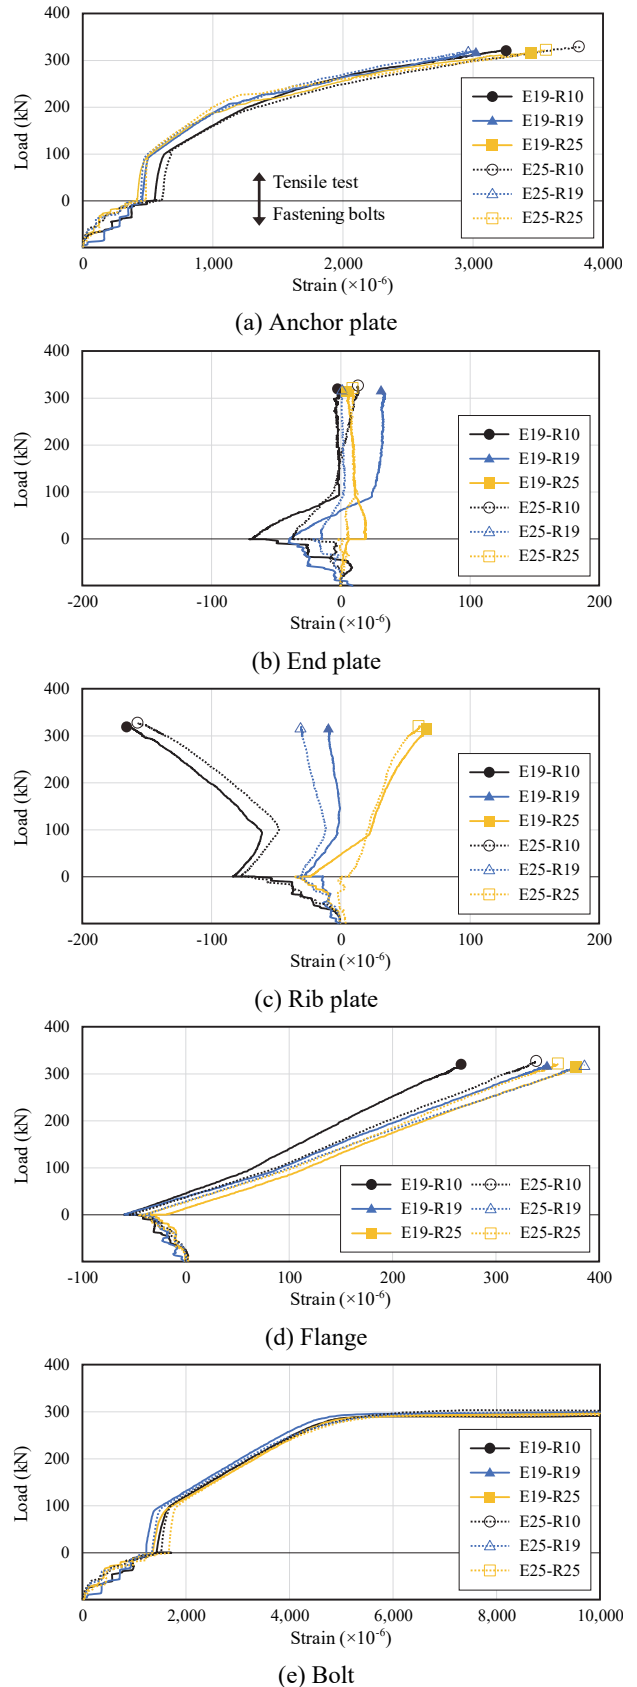 400
300
200
100
0
Load (kN)
E19-R10
E19-R19
E19-R25
E25-R10
E25-R19
E25-R25
Tensile test
Fastening bolts
0
1,000
2,000
3,000
4,000
Strain (×10⁻⁶)
(a) Anchor plate
400
300
200
100
0
Load (kN)
E19-R10
E19-R19
E19-R25
E25-R10
E25-R19
E25-R25
-200
-100
0
100
200
Strain (×10⁻⁶)
(b) End plate
400
300
200
100
0
Load (kN)
E19-R10
E19-R19
E19-R25
E25-R10
E25-R19
E25-R25
-200
-100
0
100
200
Strain (×10⁻⁶)
(c) Rib plate
400
300
200
100
0
Load (kN)
E19-R10
E25-R10
E19-R19
E25-R19
E19-R25
E25-R25
-100
0
100
200
300
400
Strain (×10⁻⁶)
(d) Flange
400
300
200
100
0
Load (kN)
E19-R10
E19-R19
E19-R25
E25-R10
E25-R19
E25-R25
0
2,000
4,000
6,000
8,000
10,000
Strain (×10⁻⁶)
(e) Bolt